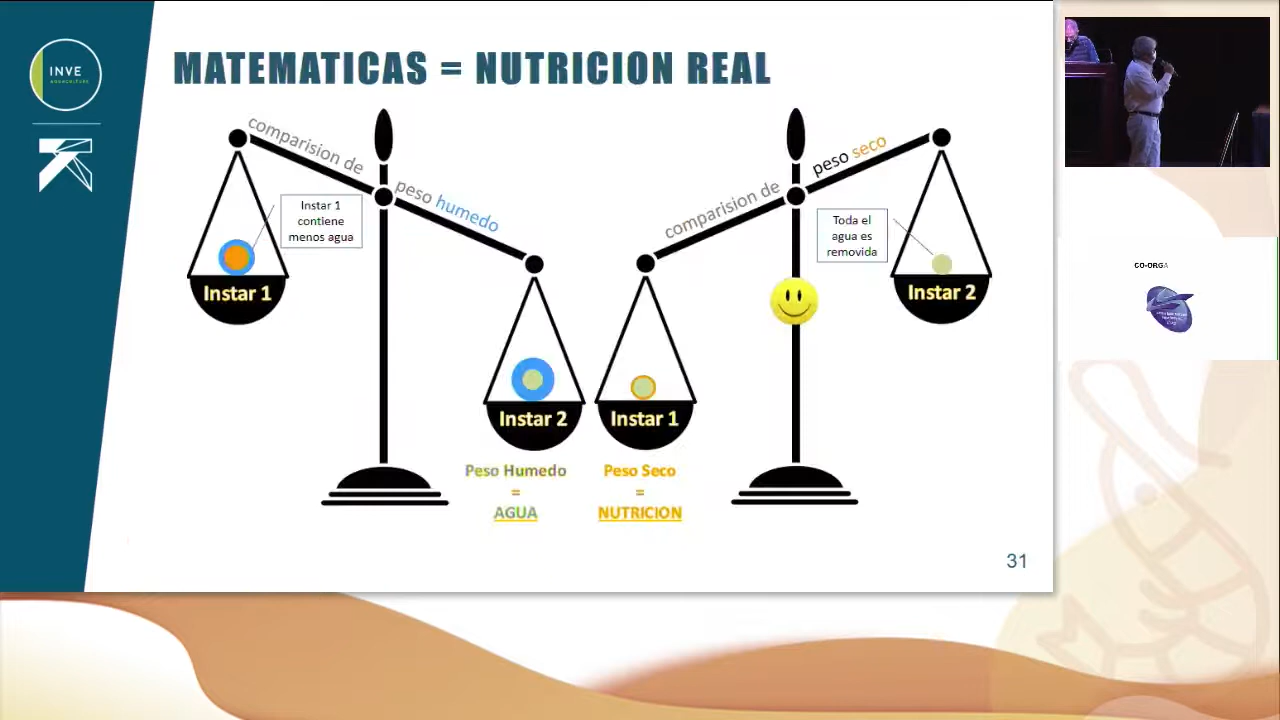 INVE
AQUACULTURE
MATEMATICAS = NUTRICION REAL
comparision de peso humedo
Instar 1
contiene
menos agua
Instar 1
Instar 2
comparision de peso seco
Toda el
agua es
removida
Instar 1
Instar 2
Peso Humedo
=
AGUA
Peso Seco
=
NUTRICION
31
CO-ORGA